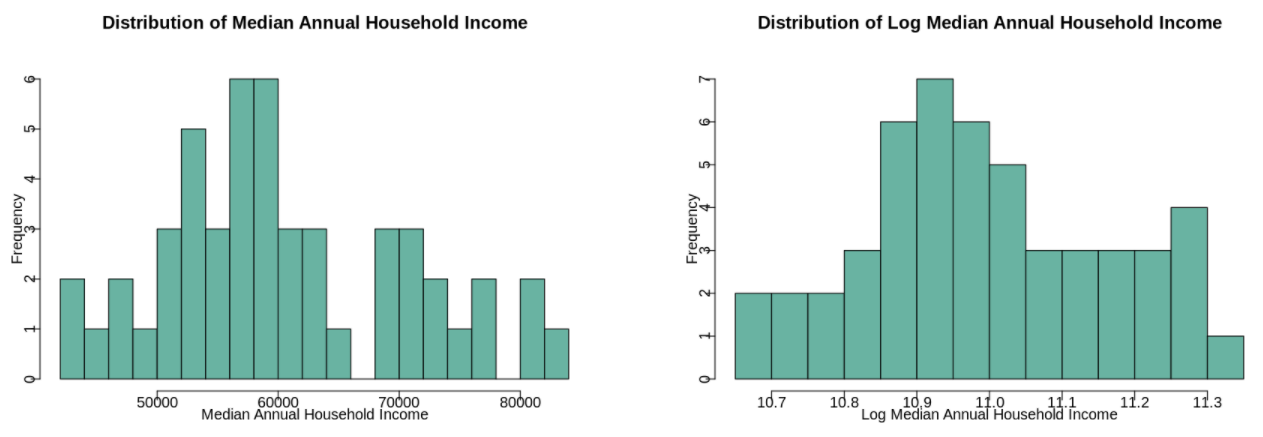 Distribution of Median Annual Household Income
6
5
4
3
2
1
0
Frequency
50000 60000 70000 80000
Median Annual Household Income
Distribution of Log Median Annual Household Income
7
6
5
4
3
2
1
0
Frequency
10.7 10.8 10.9 11.0 11.1 11.2 11.3
Log Median Annual Household Income